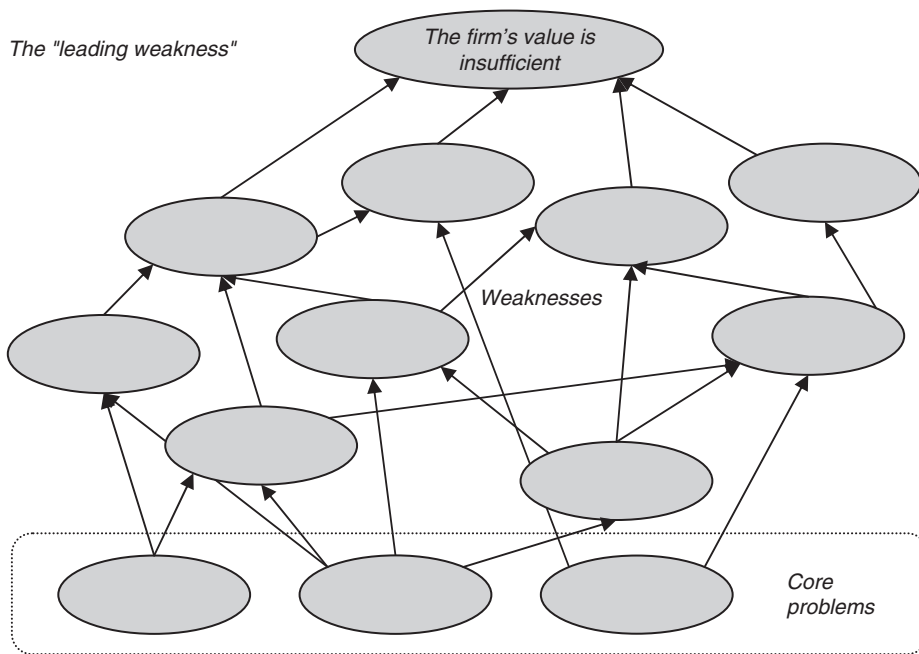 The "leading weakness"
The firm's value is
insufficient
Weaknesses
Core
problems